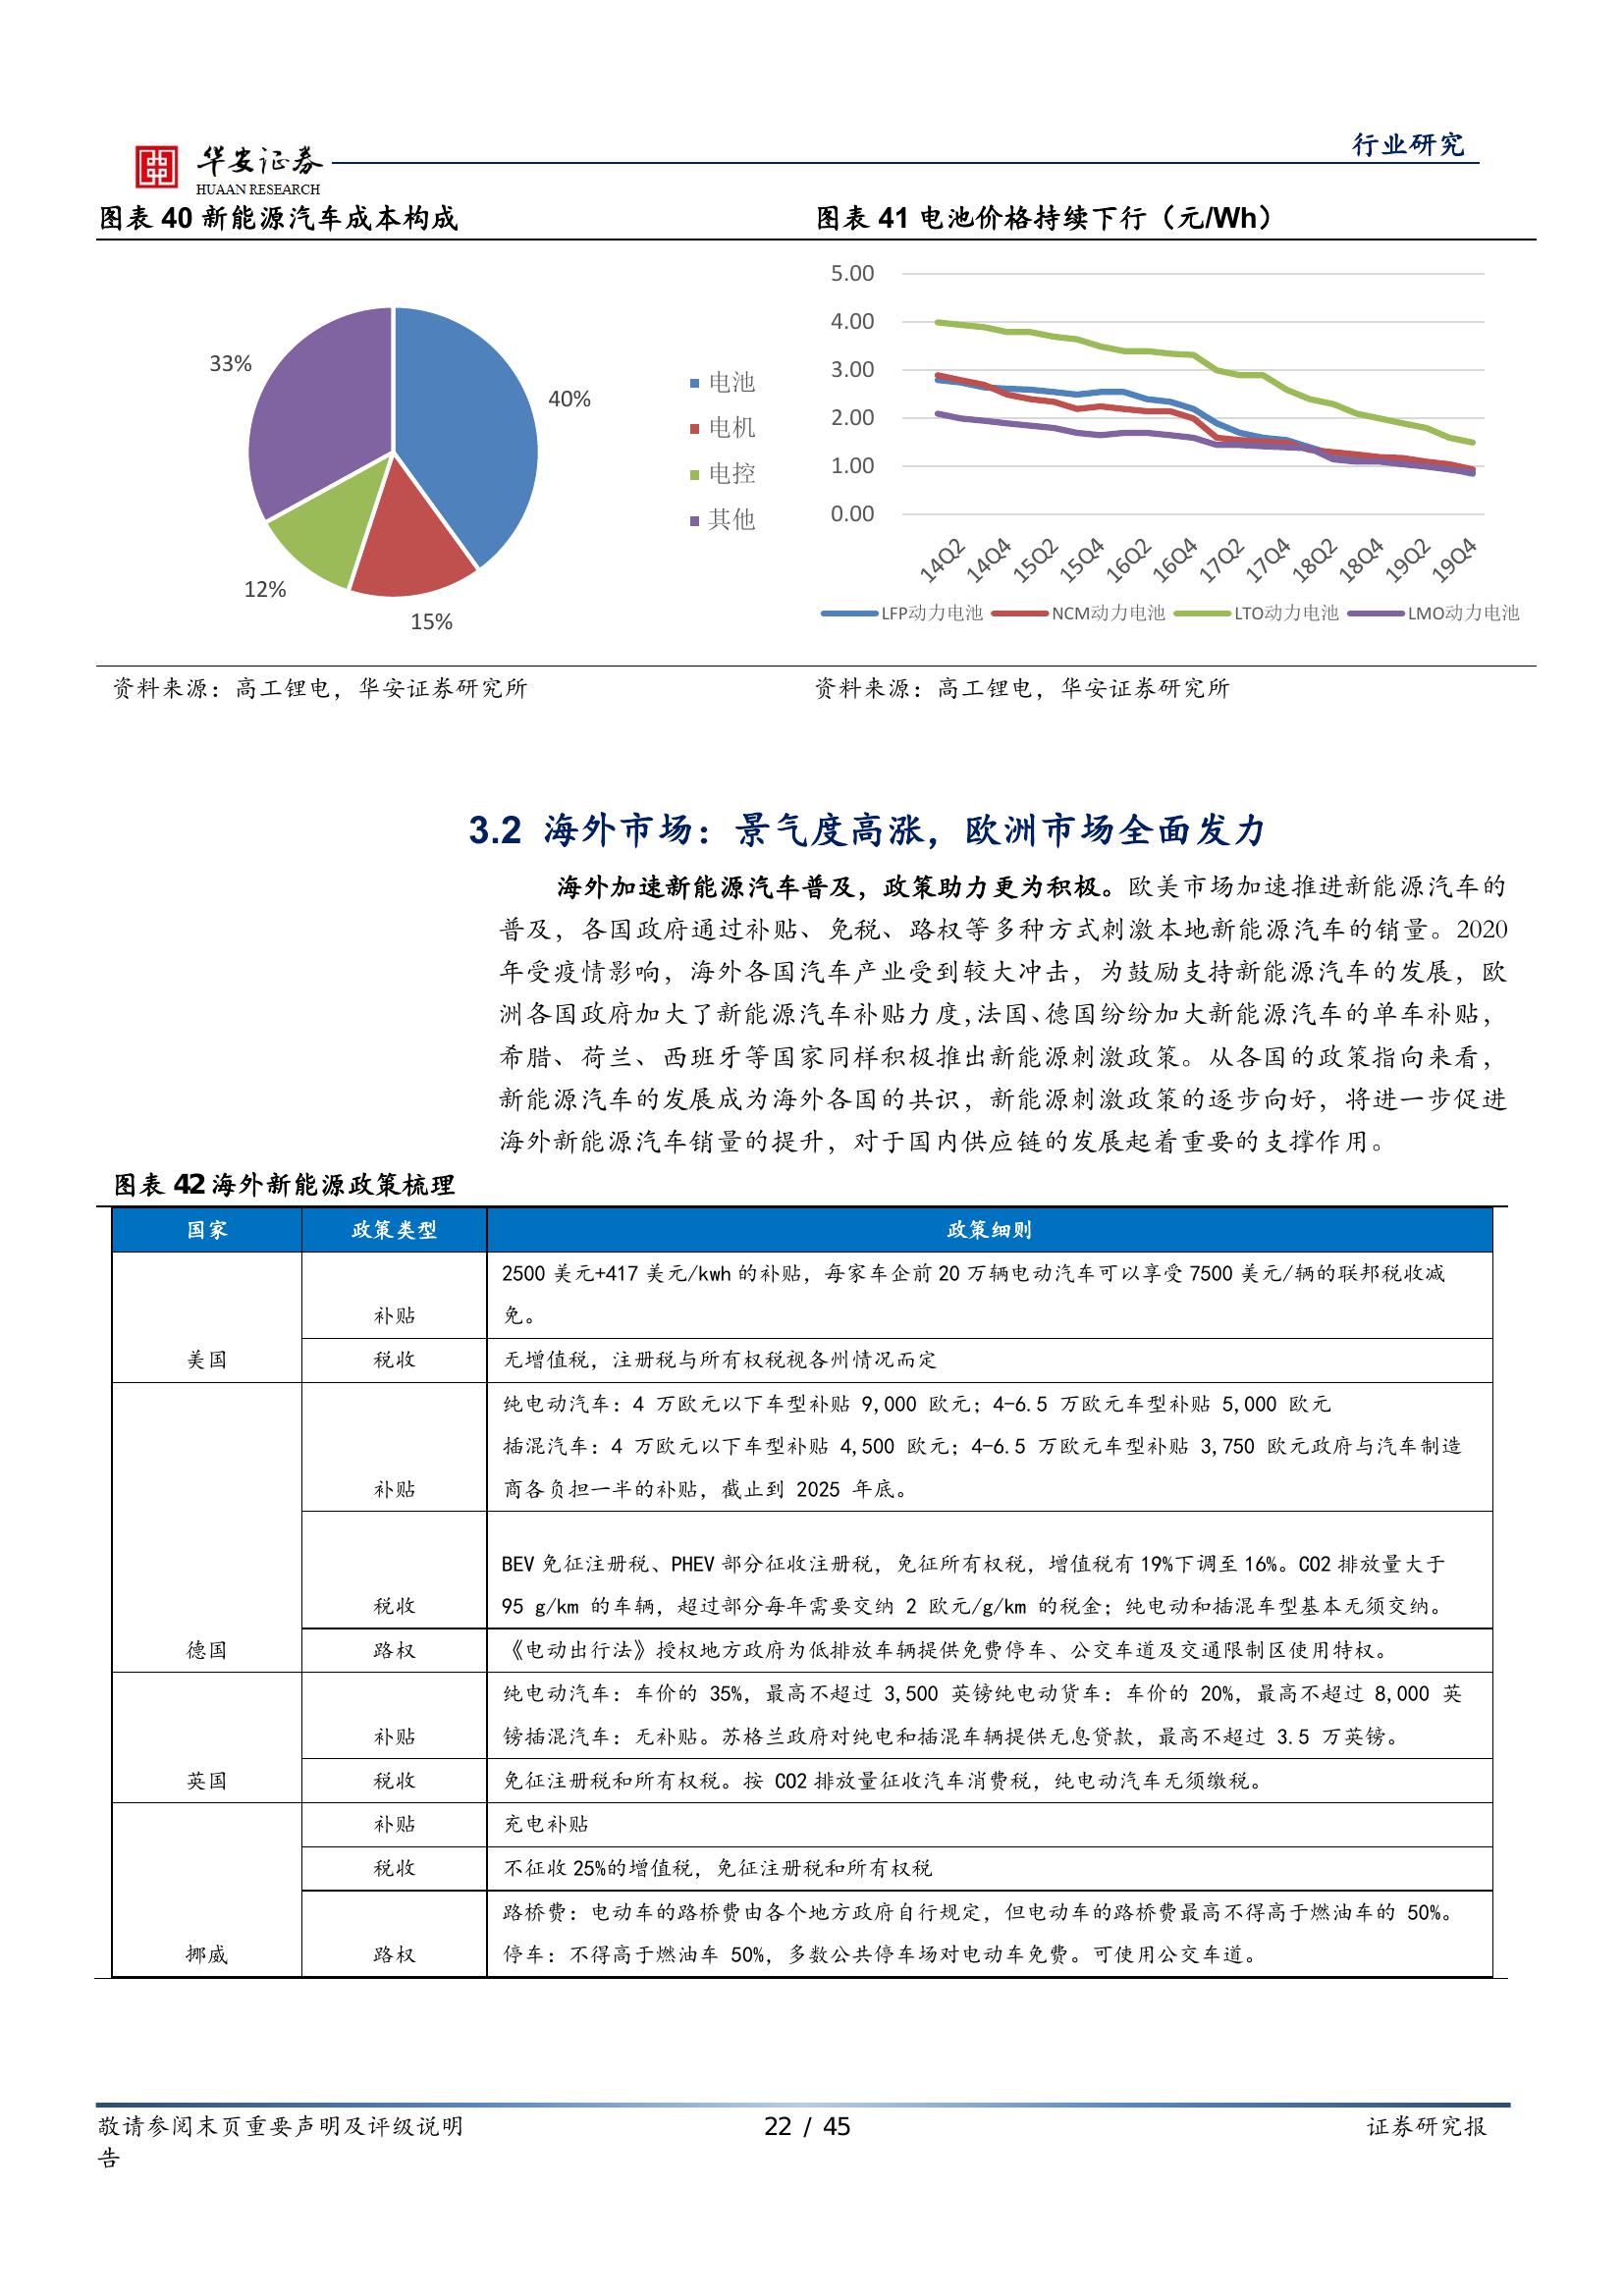 行业研究
华安证券
HUAAN RESEARCH
图表 40 新能源汽车成本构成
33%
40%
12%
15%
电池
电机
电控
其他
图表 41 电池价格持续下行（元/Wh）
5.00
4.00
3.00
2.00
1.00
0.00
14Q2 14Q4 15Q2 15Q4 16Q2 16Q4 17Q2 17Q4 18Q2 18Q4 19Q2 19Q4
LFP动力电池 NCM动力电池 LTO动力电池 LMO动力电池
资料来源：高工锂电，华安证券研究所
资料来源：高工锂电，华安证券研究所
3.2 海外市场：景气度高涨，欧洲市场全面发力
海外加速新能源汽车普及，政策助力更为积极。欧美市场加速推进新能源汽车的
普及，各国政府通过补贴、免税、路权等多种方式刺激本地新能源汽车的销量。2020
年受疫情影响，海外各国汽车产业受到较大冲击，为鼓励支持新能源汽车的发展，欧
洲各国政府加大了新能源汽车补贴力度,法国、德国纷纷加大新能源汽车的单车补贴，
希腊、荷兰、西班牙等国家同样积极推出新能源刺激政策。从各国的政策指向来看，
新能源汽车的发展成为海外各国的共识，新能源刺激政策的逐步向好，将进一步促进
海外新能源汽车销量的提升，对于国内供应链的发展起着重要的支撑作用。
图表 42 海外新能源政策梳理
国家 政策类型 政策细则
2500 美元+417 美元/kwh 的补贴，每家车企前 20 万辆电动汽车可以享受 7500 美元/辆的联邦税收减
补贴 免。
美国 税收 无增值税，注册税与所有权税视各州情况而定
纯电动汽车：4 万欧元以下车型补贴 9,000 欧元；4-6.5 万欧元车型补贴 5,000 欧元
插混汽车：4 万欧元以下车型补贴 4,500 欧元；4-6.5 万欧元车型补贴 3,750 欧元政府与汽车制造
补贴 商各负担一半的补贴，截止到 2025 年底。
BEV 免征注册税、PHEV 部分征收注册税，免征所有权税，增值税有 19%下调至 16%。CO2 排放量大于
税收 95 g/km 的车辆，超过部分每年需要交纳 2 欧元/g/km 的税金；纯电动和插混车型基本无须交纳。
德国 路权 《电动出行法》授权地方政府为低排放车辆提供免费停车、公交车道及交通限制区使用特权。
纯电动汽车：车价的 35%，最高不超过 3,500 英镑纯电动货车：车价的 20%，最高不超过 8,000 英
补贴 镑插混汽车：无补贴。苏格兰政府对纯电和插混车辆提供无息贷款，最高不超过 3.5 万英镑。
英国 税收 免征注册税和所有权税。按 CO2 排放量征收汽车消费税，纯电动汽车无须缴税。
补贴 充电补贴
税收 不征收 25%的增值税，免征注册税和所有权税
路桥费：电动车的路桥费由各个地方政府自行规定，但电动车的路桥费最高不得高于燃油车的 50%。
挪威 路权 停车：不得高于燃油车 50%，多数公共停车场对电动车免费。可使用公交车道。
敬请参阅末页重要声明及评级说明 22 / 45 证券研究报
告